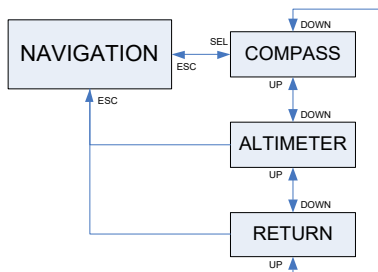 DOWN
NAVIGATION
SEL
ESC
COMPASS
ESC
UP
DOWN
ALTIMETER
UP
DOWN
RETURN
UP